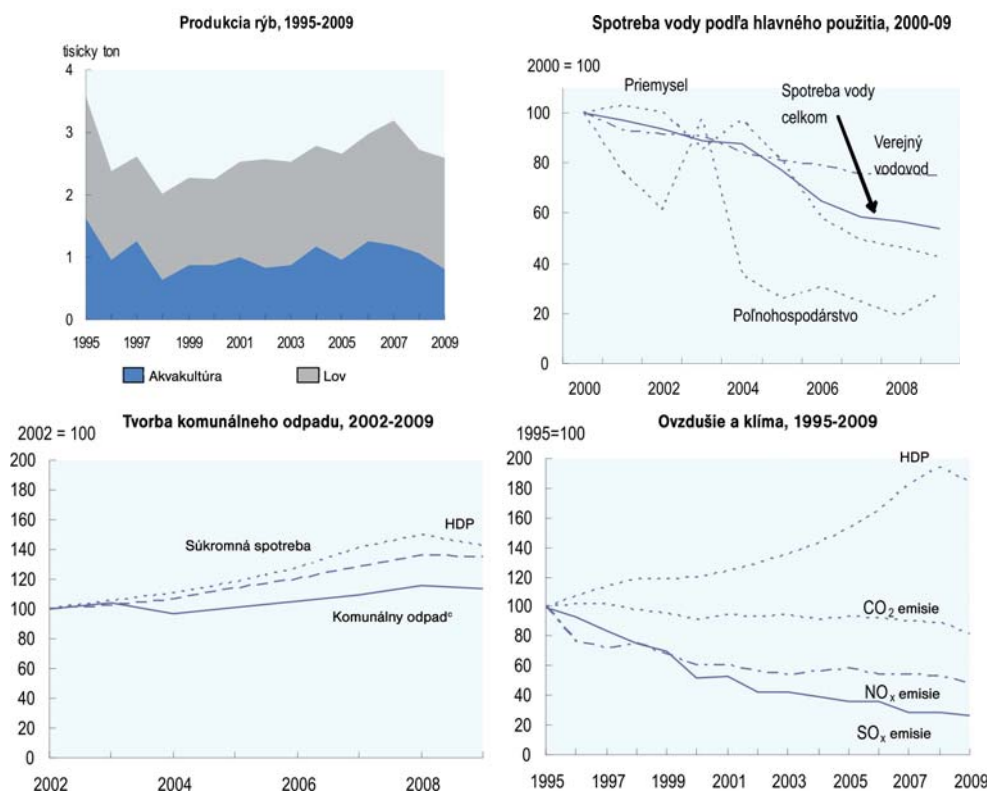 Produkcia rýb, 1995-2009
tisícky ton
4
3
2
1
0
1995 1997 1999 2001 2003 2005 2007 2009
Akvakultúra Lov
Spotreba vody podľa hlavného použitia, 2000-09
2000 = 100
Priemysel
Spotreba vody
celkom
Verejný
vodovod
Poľnohospodárstvo
100
80
60
40
20
0
2000 2002 2004 2006 2008
Tvorba komunálneho odpadu, 2002-2009
2002 = 100
200
180
160
140
120
100
80
60
40
20
0
HDP
Súkromná spotreba
Komunálny odpadᶜ
2002 2004 2006 2008
Ovzdušie a klíma, 1995-2009
1995=100
200
180
160
140
120
100
80
60
40
20
0
HDP
CO₂ emisie
NOₓ emisie
SOₓ emisie
1995 1997 1999 2001 2003 2005 2007 2009